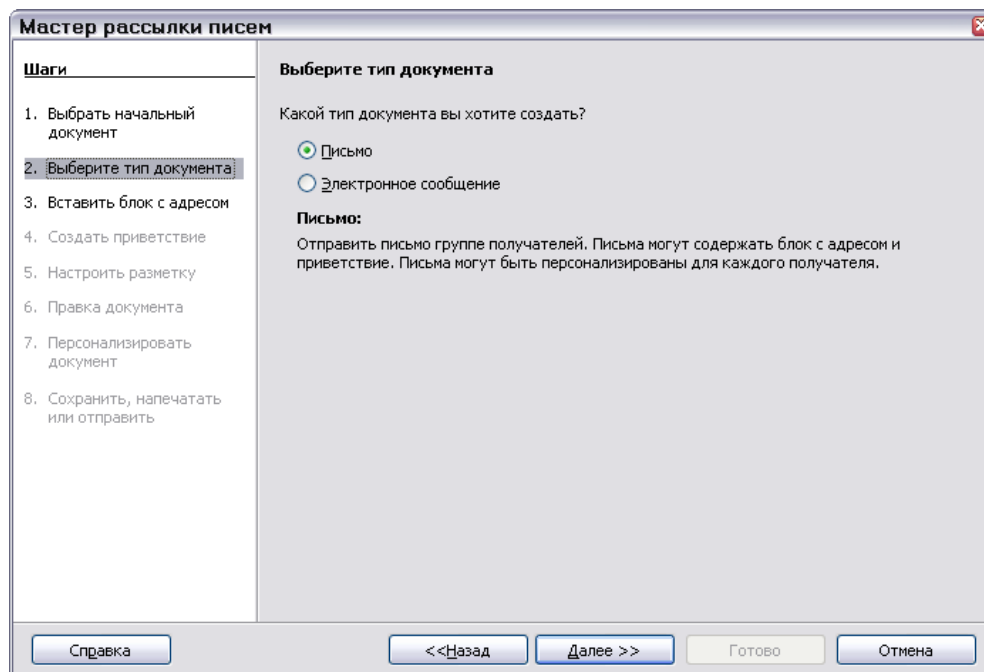 Мастер рассылки писем
Шаги
1. Выбрать начальный
документ
2. Выберите тип документа
3. Вставить блок с адресом
4. Создать приветствие
5. Настроить разметку
6. Правка документа
7. Персонализировать
документ
8. Сохранить, напечатать
или отправить
Выберите тип документа
Какой тип документа вы хотите создать?
Письмо
Электронное сообщение
Письмо:
Отправить письмо группе получателей. Письма могут содержать блок с адресом и
приветствие. Письма могут быть персонализированы для каждого получателя.
Справка
<<Назад
Далее >>
Готово
Отмена